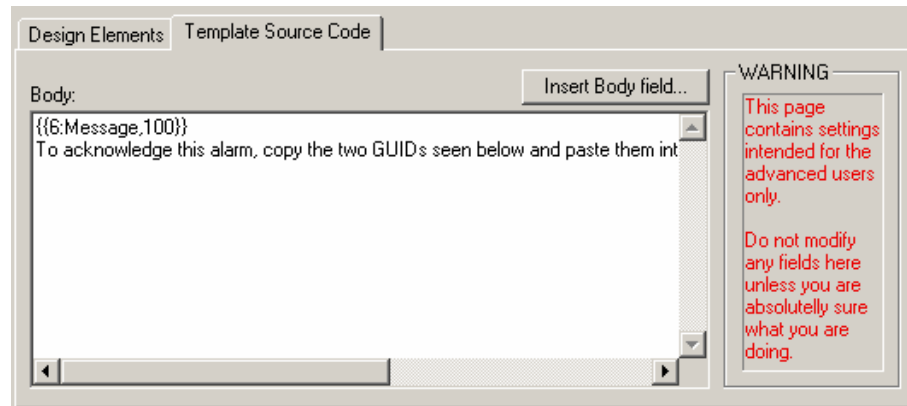 Design Elements
Template Source Code
Body:
Insert Body field...
{{6:Message,100}}
To acknowledge this alarm, copy the two GUIDs seen below and paste them int
WARNING
This page
contains settings
intended for the
advanced users
only.
Do not modify
any fields here
unless you are
absolutelly sure
what you are
doing.